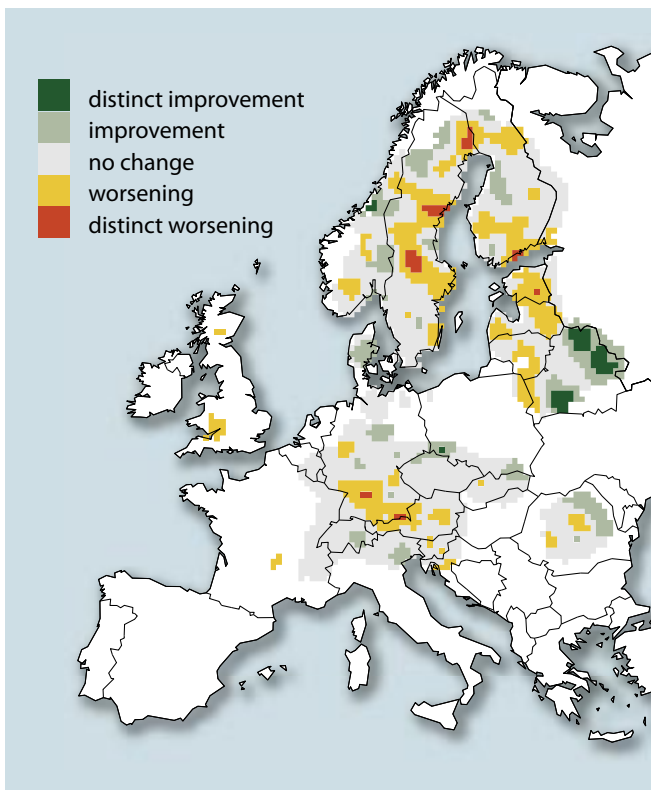 distinct improvement
improvement
no change
worsening
distinct worsening